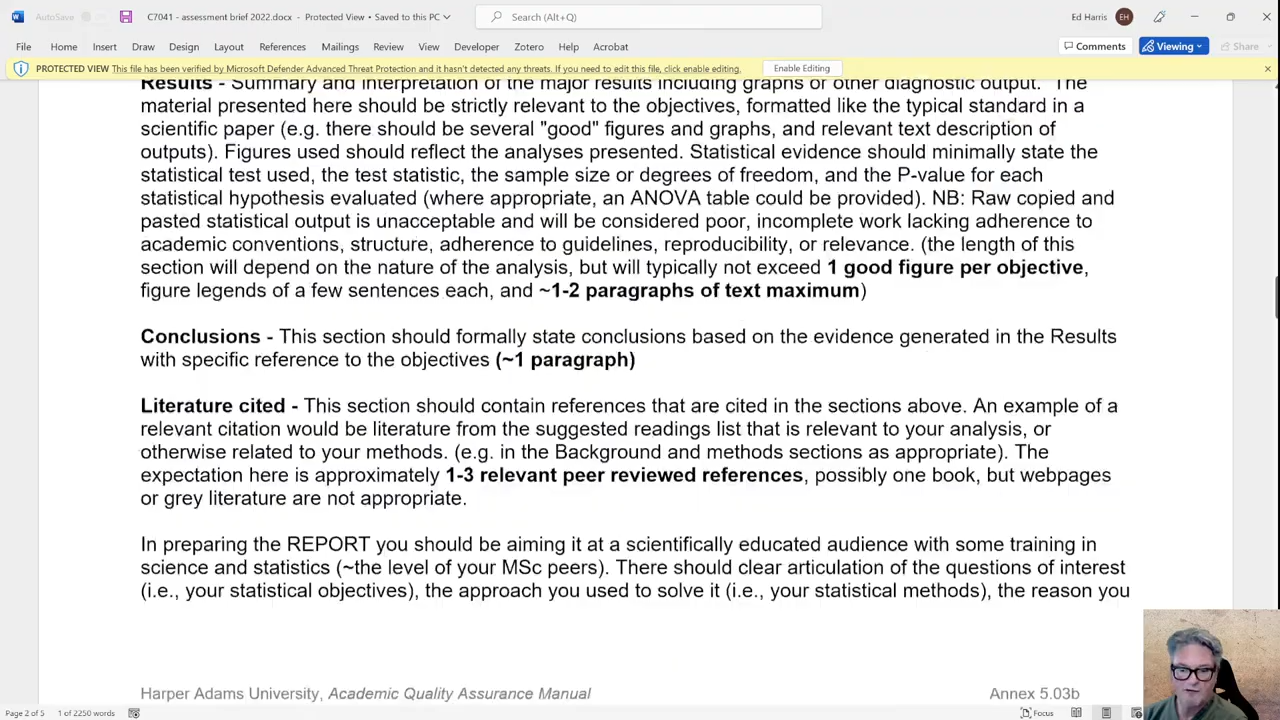 AutoSave
C7041 - assessment brief 2022.docx - Protected View • Saved to this PC
Search (Alt+Q)
Ed Harris
EH
File Home Insert Draw Design Layout References Mailings Review View Developer Zotero Help Acrobat
Comments
Viewing
Share
PROTECTED VIEW This file has been verified by Microsoft Defender Advanced Threat Protection and it hasn't detected any threats. If you need to edit this file, click enable editing.
Enable Editing
Results - Summary and interpretation of the major results including graphs or other diagnostic output. The
material presented here should be strictly relevant to the objectives, formatted like the typical standard in a
scientific paper (e.g. there should be several "good" figures and graphs, and relevant text description of
outputs). Figures used should reflect the analyses presented. Statistical evidence should minimally state the
statistical test used, the test statistic, the sample size or degrees of freedom, and the P-value for each
statistical hypothesis evaluated (where appropriate, an ANOVA table could be provided). NB: Raw copied and
pasted statistical output is unacceptable and will be considered poor, incomplete work lacking adherence to
academic conventions, structure, adherence to guidelines, reproducibility, or relevance. (the length of this
section will depend on the nature of the analysis, but will typically not exceed 1 good figure per objective,
figure legends of a few sentences each, and ~1-2 paragraphs of text maximum)
Conclusions - This section should formally state conclusions based on the evidence generated in the Results
with specific reference to the objectives (~1 paragraph)
Literature cited - This section should contain references that are cited in the sections above. An example of a
relevant citation would be literature from the suggested readings list that is relevant to your analysis, or
otherwise related to your methods. (e.g. in the Background and methods sections as appropriate). The
expectation here is approximately 1-3 relevant peer reviewed references, possibly one book, but webpages
or grey literature are not appropriate.
In preparing the REPORT you should be aiming it at a scientifically educated audience with some training in
science and statistics (~the level of your MSc peers). There should clear articulation of the questions of interest
(i.e., your statistical objectives), the approach you used to solve it (i.e., your statistical methods), the reason you
Harper Adams University, Academic Quality Assurance Manual
Annex 5.03b
Page 2 of 5
1 of 2250 words
Focus